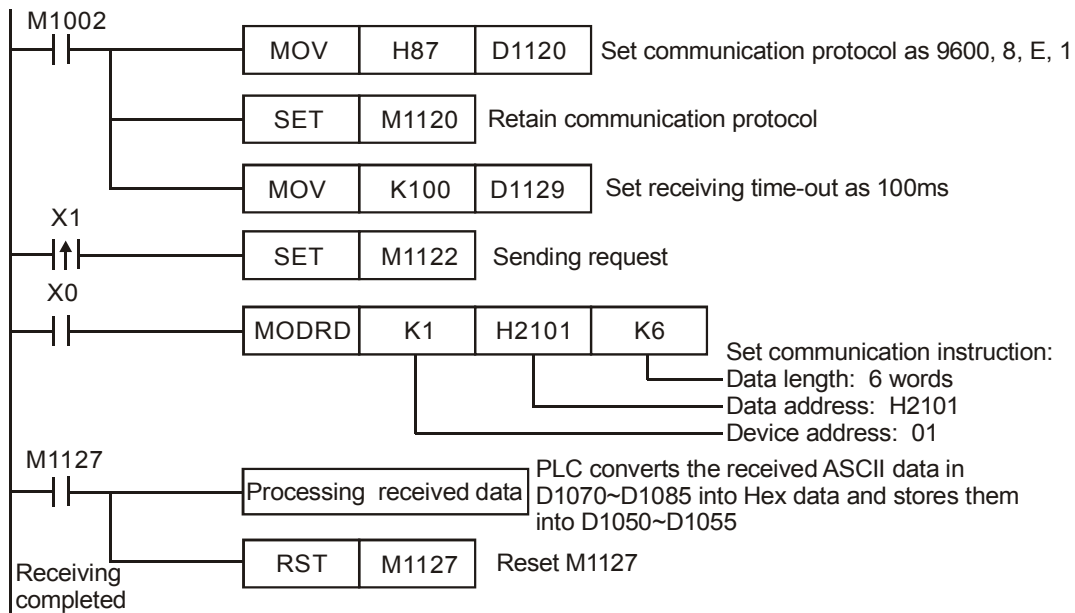 M1002
MOV H87 D1120 Set communication protocol as 9600, 8, E, 1
SET M1120 Retain communication protocol
MOV K100 D1129 Set receiving time-out as 100ms
X1
SET M1122 Sending request
X0
MODRD K1 H2101 K6
Set communication instruction:
Data length: 6 words
Data address: H2101
Device address: 01
M1127
Processing received data
PLC converts the received ASCII data in
D1070~D1085 into Hex data and stores them
into D1050~D1055
RST M1127 Reset M1127
Receiving
completed